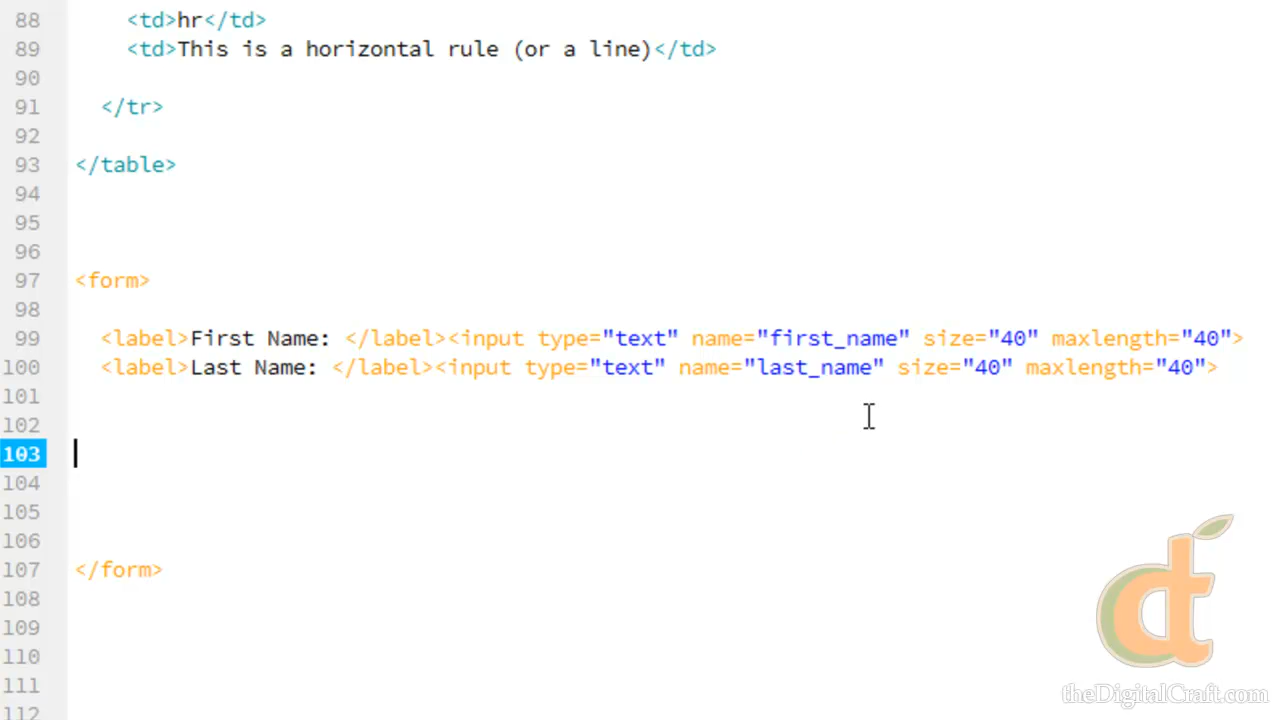 88 <td>hr</td>
89 <td>This is a horizontal rule (or a line)</td>
90
91 </tr>
92
93 </table>
94
95
96
97 <form>
98
99 <label>First Name: </label><input type="text" name="first_name" size="40" maxlength="40">
100 <label>Last Name: </label><input type="text" name="last_name" size="40" maxlength="40">
101
102
103
104
105
106
107 </form>
108
109
110
111
112
theDigitalCraft.com